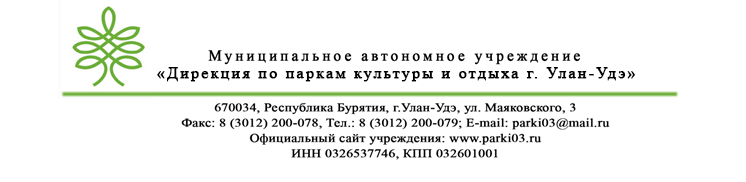 Муниципальное автономное учреждение
«Дирекция по паркам культуры и отдыха г. Улан-Удэ»
670034, Республика Бурятия, г.Улан-Удэ, ул. Маяковского, 3
Факс: 8 (3012) 200-078, Тел.: 8 (3012) 200-079; E-mail: parki03@mail.ru
Официальный сайт учреждения: www.parki03.ru
ИНН 0326537746, КПП 032601001